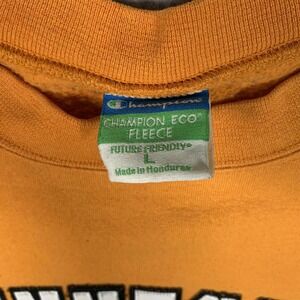 Champion
CHAMPION ECO®
FLEECE
FUTURE FRIENDLY®
L
Made in Honduras